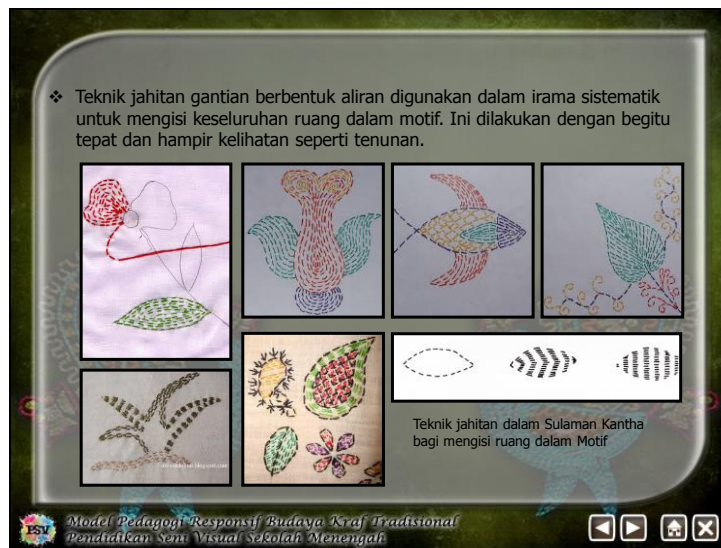 ❖ Teknik jahitan gantian berbentuk aliran digunakan dalam irama sistematik
untuk mengisi keseluruhan ruang dalam motif. Ini dilakukan dengan begitu
tepat dan hampir kelihatan seperti tenunan.
Teknik jahitan dalam Sulaman Kantha
bagi mengisi ruang dalam Motif
PSV
Model Pedagogi Responsif Budaya Kraf Tradisional
Pendidikan Seni Visual Sekolah Menengah